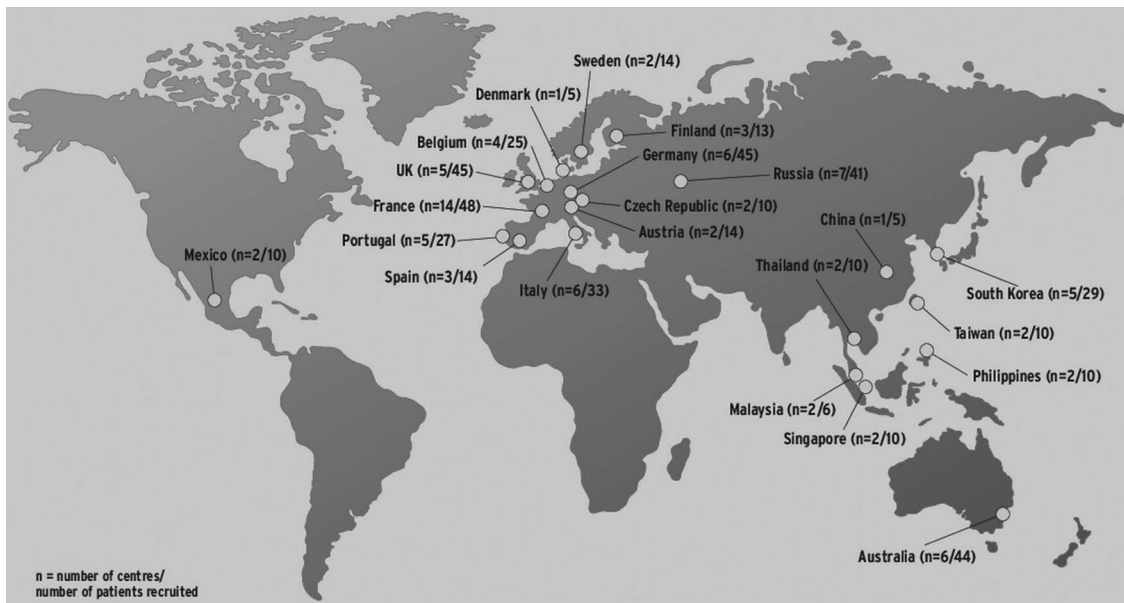 Sweden (n=2/14)
Denmark (n=1/5)
Finland (n=3/13)
Belgium (n=4/25)
Germany (n=6/45)
UK (n=5/45)
Russia (n=7/41)
France (n=14/48)
Czech Republic (n=2/10)
China (n=1/5)
Austria (n=2/14)
Portugal (n=5/27)
Mexico (n=2/10)
Thailand (n=2/10)
Spain (n=3/14)
Italy (n=6/33)
South Korea (n=5/29)
Taiwan (n=2/10)
Philippines (n=2/10)
Malaysia (n=2/6)
Singapore (n=2/10)
Australia (n=6/44)
n = number of centres/
number of patients recruited